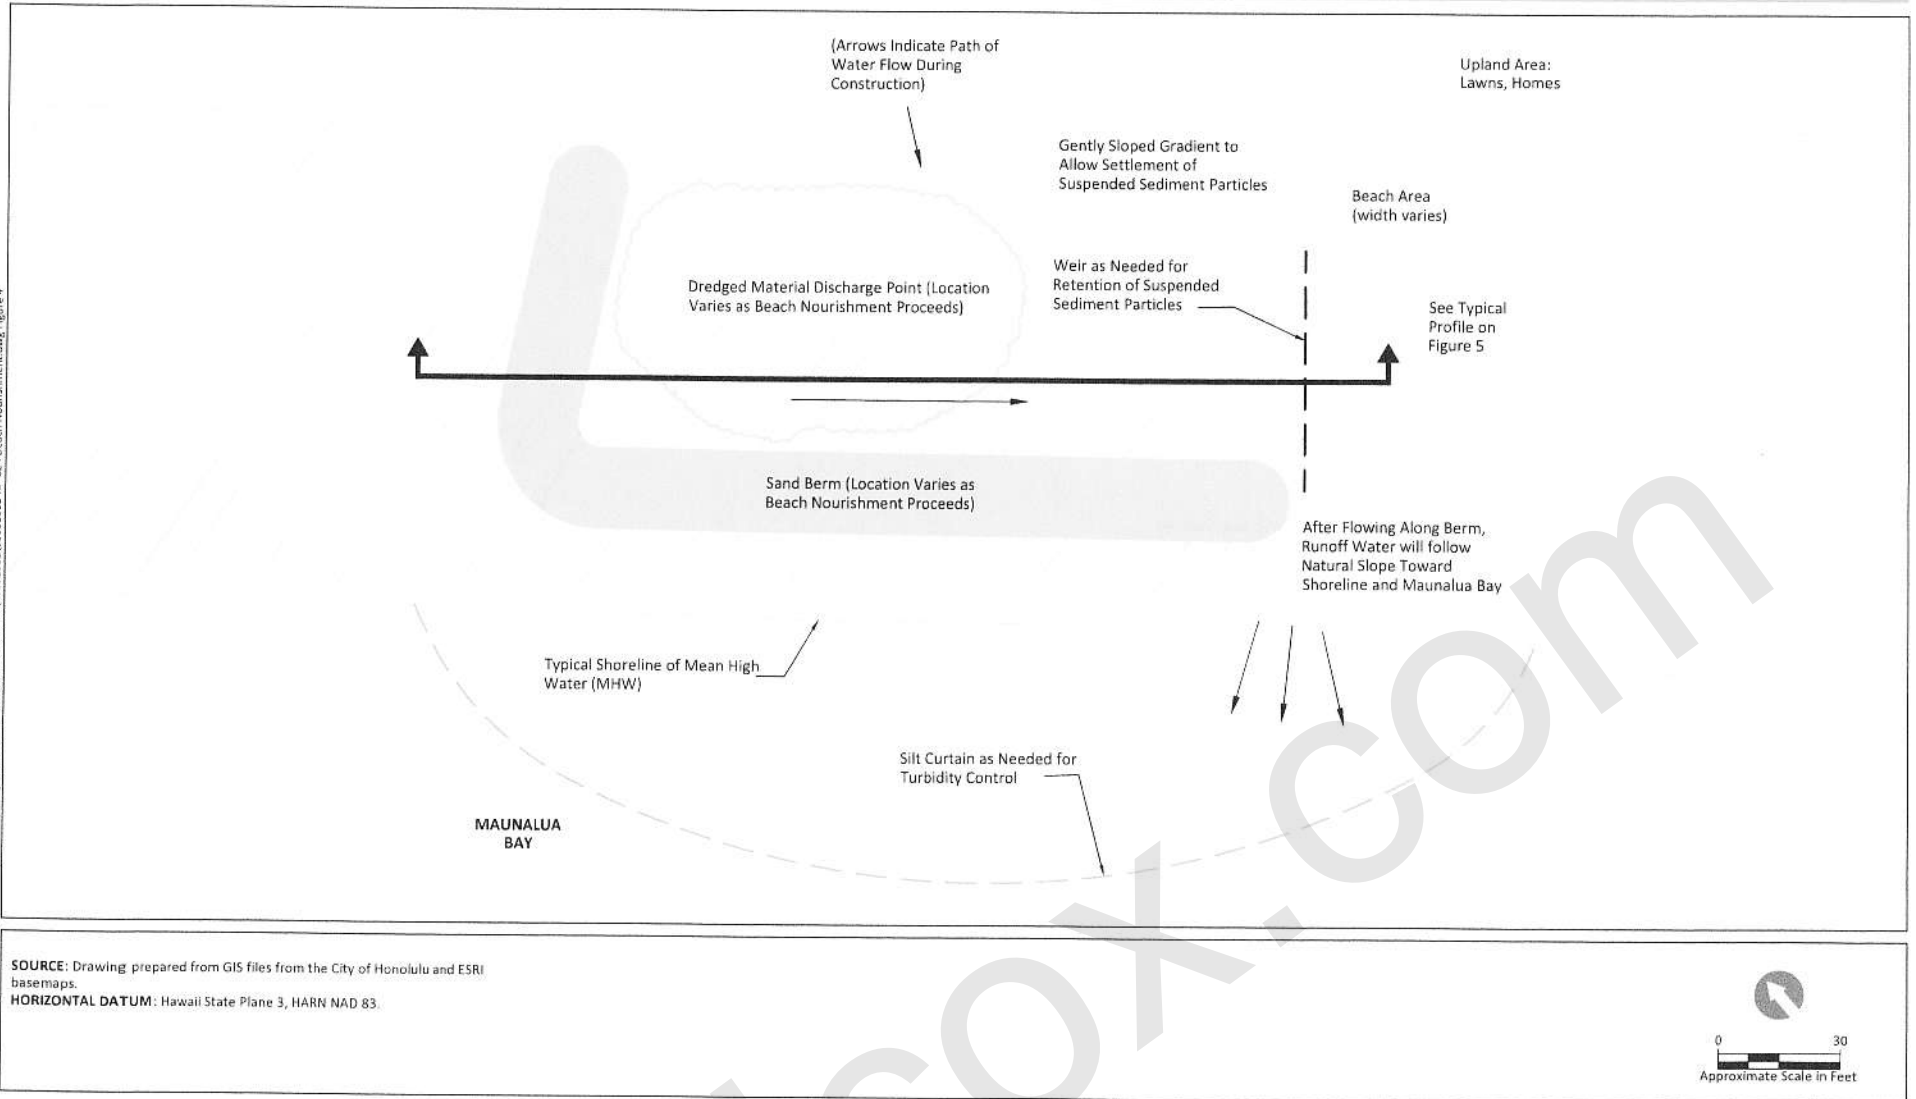 (Arrows Indicate Path of
Water Flow During
Construction)
Upland Area:
Lawns, Homes
Gently Sloped Gradient to
Allow Settlement of
Suspended Sediment Particles
Beach Area
(width varies)
Weir as Needed for
Retention of Suspended
Sediment Particles
Dredged Material Discharge Point (Location
Varies as Beach Nourishment Proceeds)
See Typical
Profile on
Figure 5
Sand Berm (Location Varies as
Beach Nourishment Proceeds)
After Flowing Along Berm,
Runoff Water will follow
Natural Slope Toward
Shoreline and Maunalua Bay
Typical Shoreline of Mean High
Water (MHW)
Silt Curtain as Needed for
Turbidity Control
MAUNALUA
BAY
SOURCE: Drawing prepared from GIS files from the City of Honolulu and ESRI
basemaps.
HORIZONTAL DATUM: Hawaii State Plane 3, HARN NAD 83.
0 30
Approximate Scale in Feet
cox.com